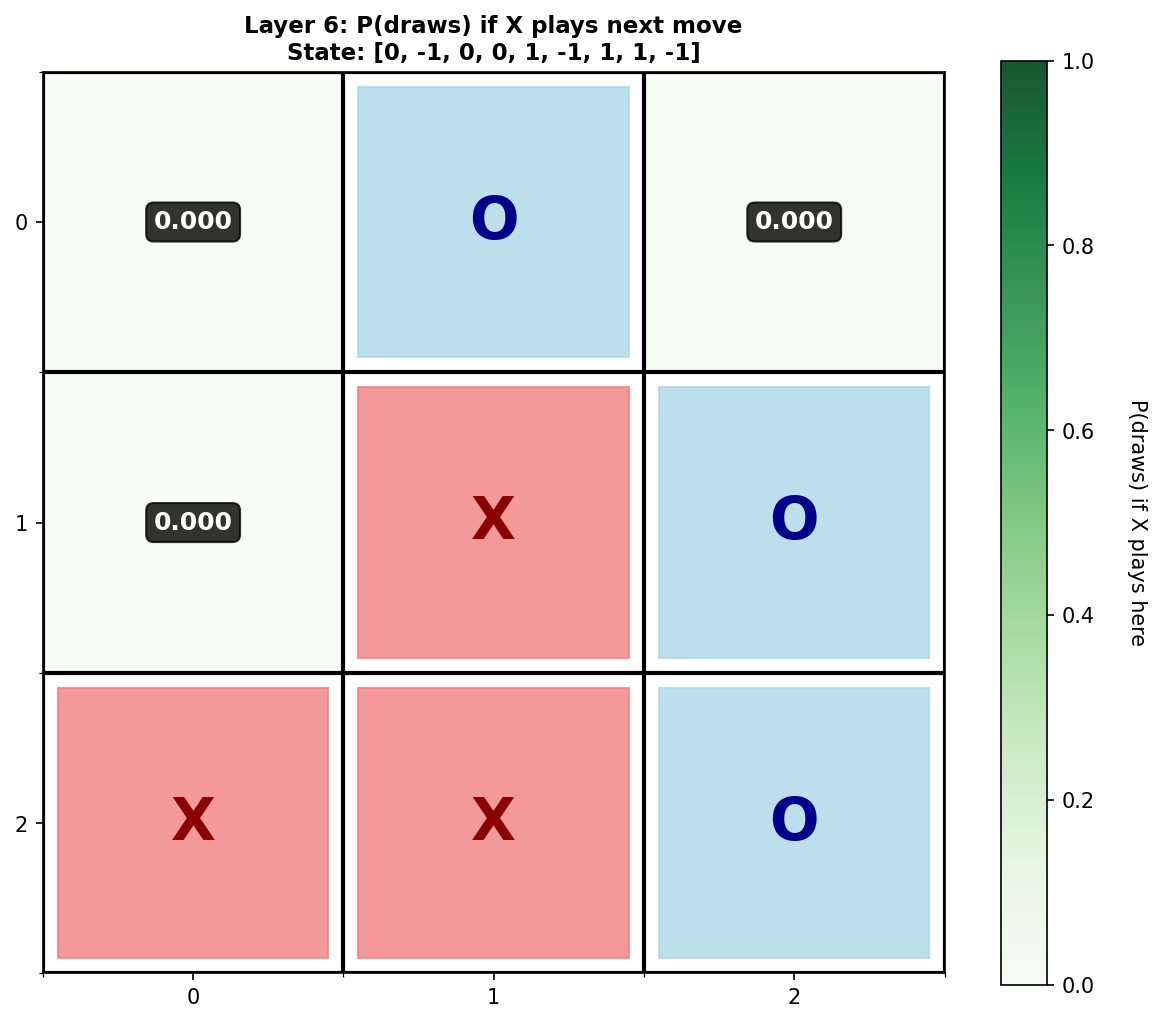 Layer 6: P(draws) if X plays next move
State: [0, -1, 0, 0, 1, -1, 1, 1, -1]
0
0.000
O
0.000
1
0.000
X
O
2
X
X
O
0
1
2
1.0
0.8
0.6
0.4
0.2
0.0
P(draws) if X plays here